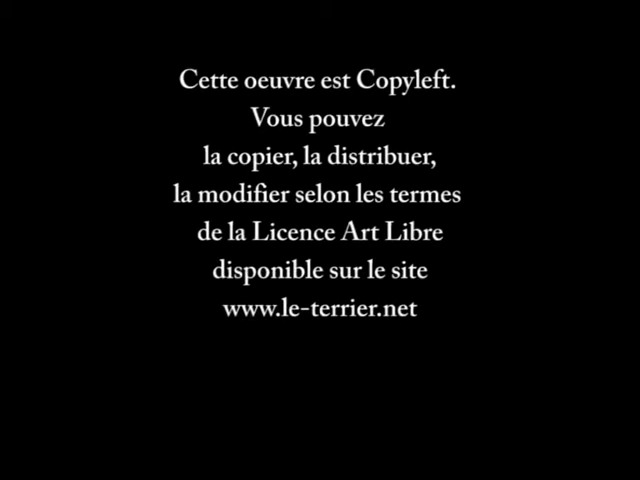 Cette oeuvre est Copyleft.
Vous pouvez
la copier, la distribuer,
la modifier selon les termes
de la Licence Art Libre
disponible sur le site
www.le-terrier.net